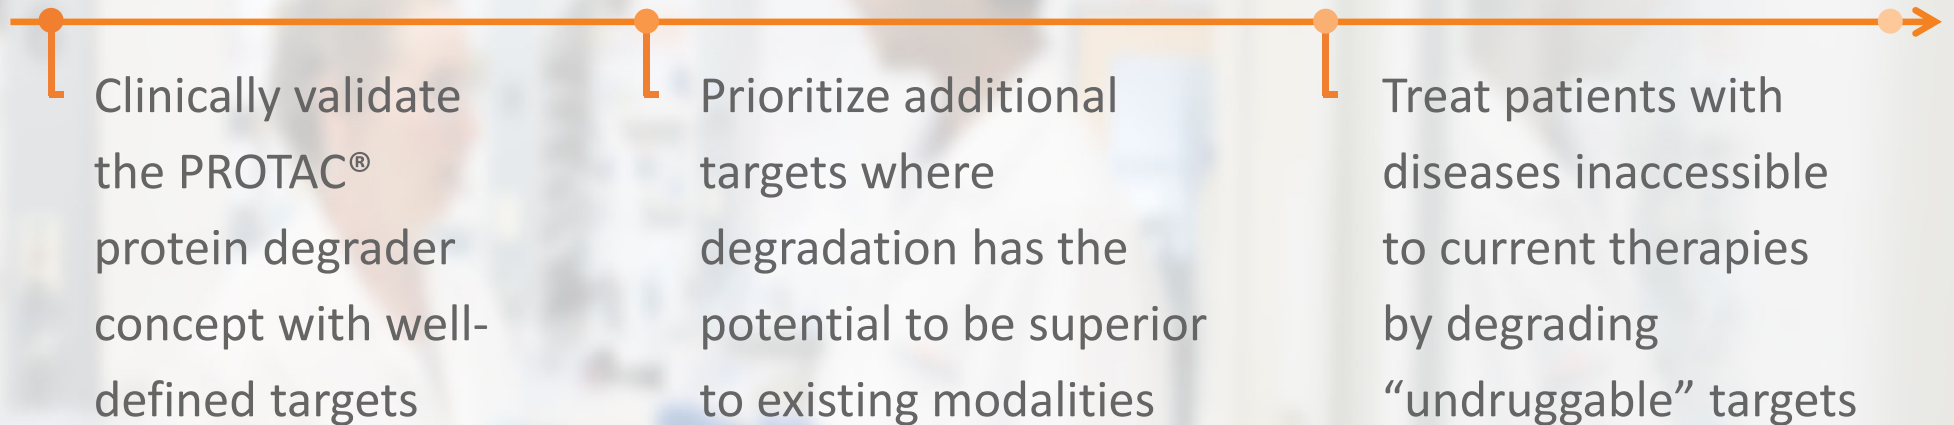 Clinically validate
the PROTAC®
protein degrader
concept with well-
defined targets
Prioritize additional
targets where
degradation has the
potential to be superior
to existing modalities
Treat patients with
diseases inaccessible
to current therapies
by degrading
“undruggable” targets